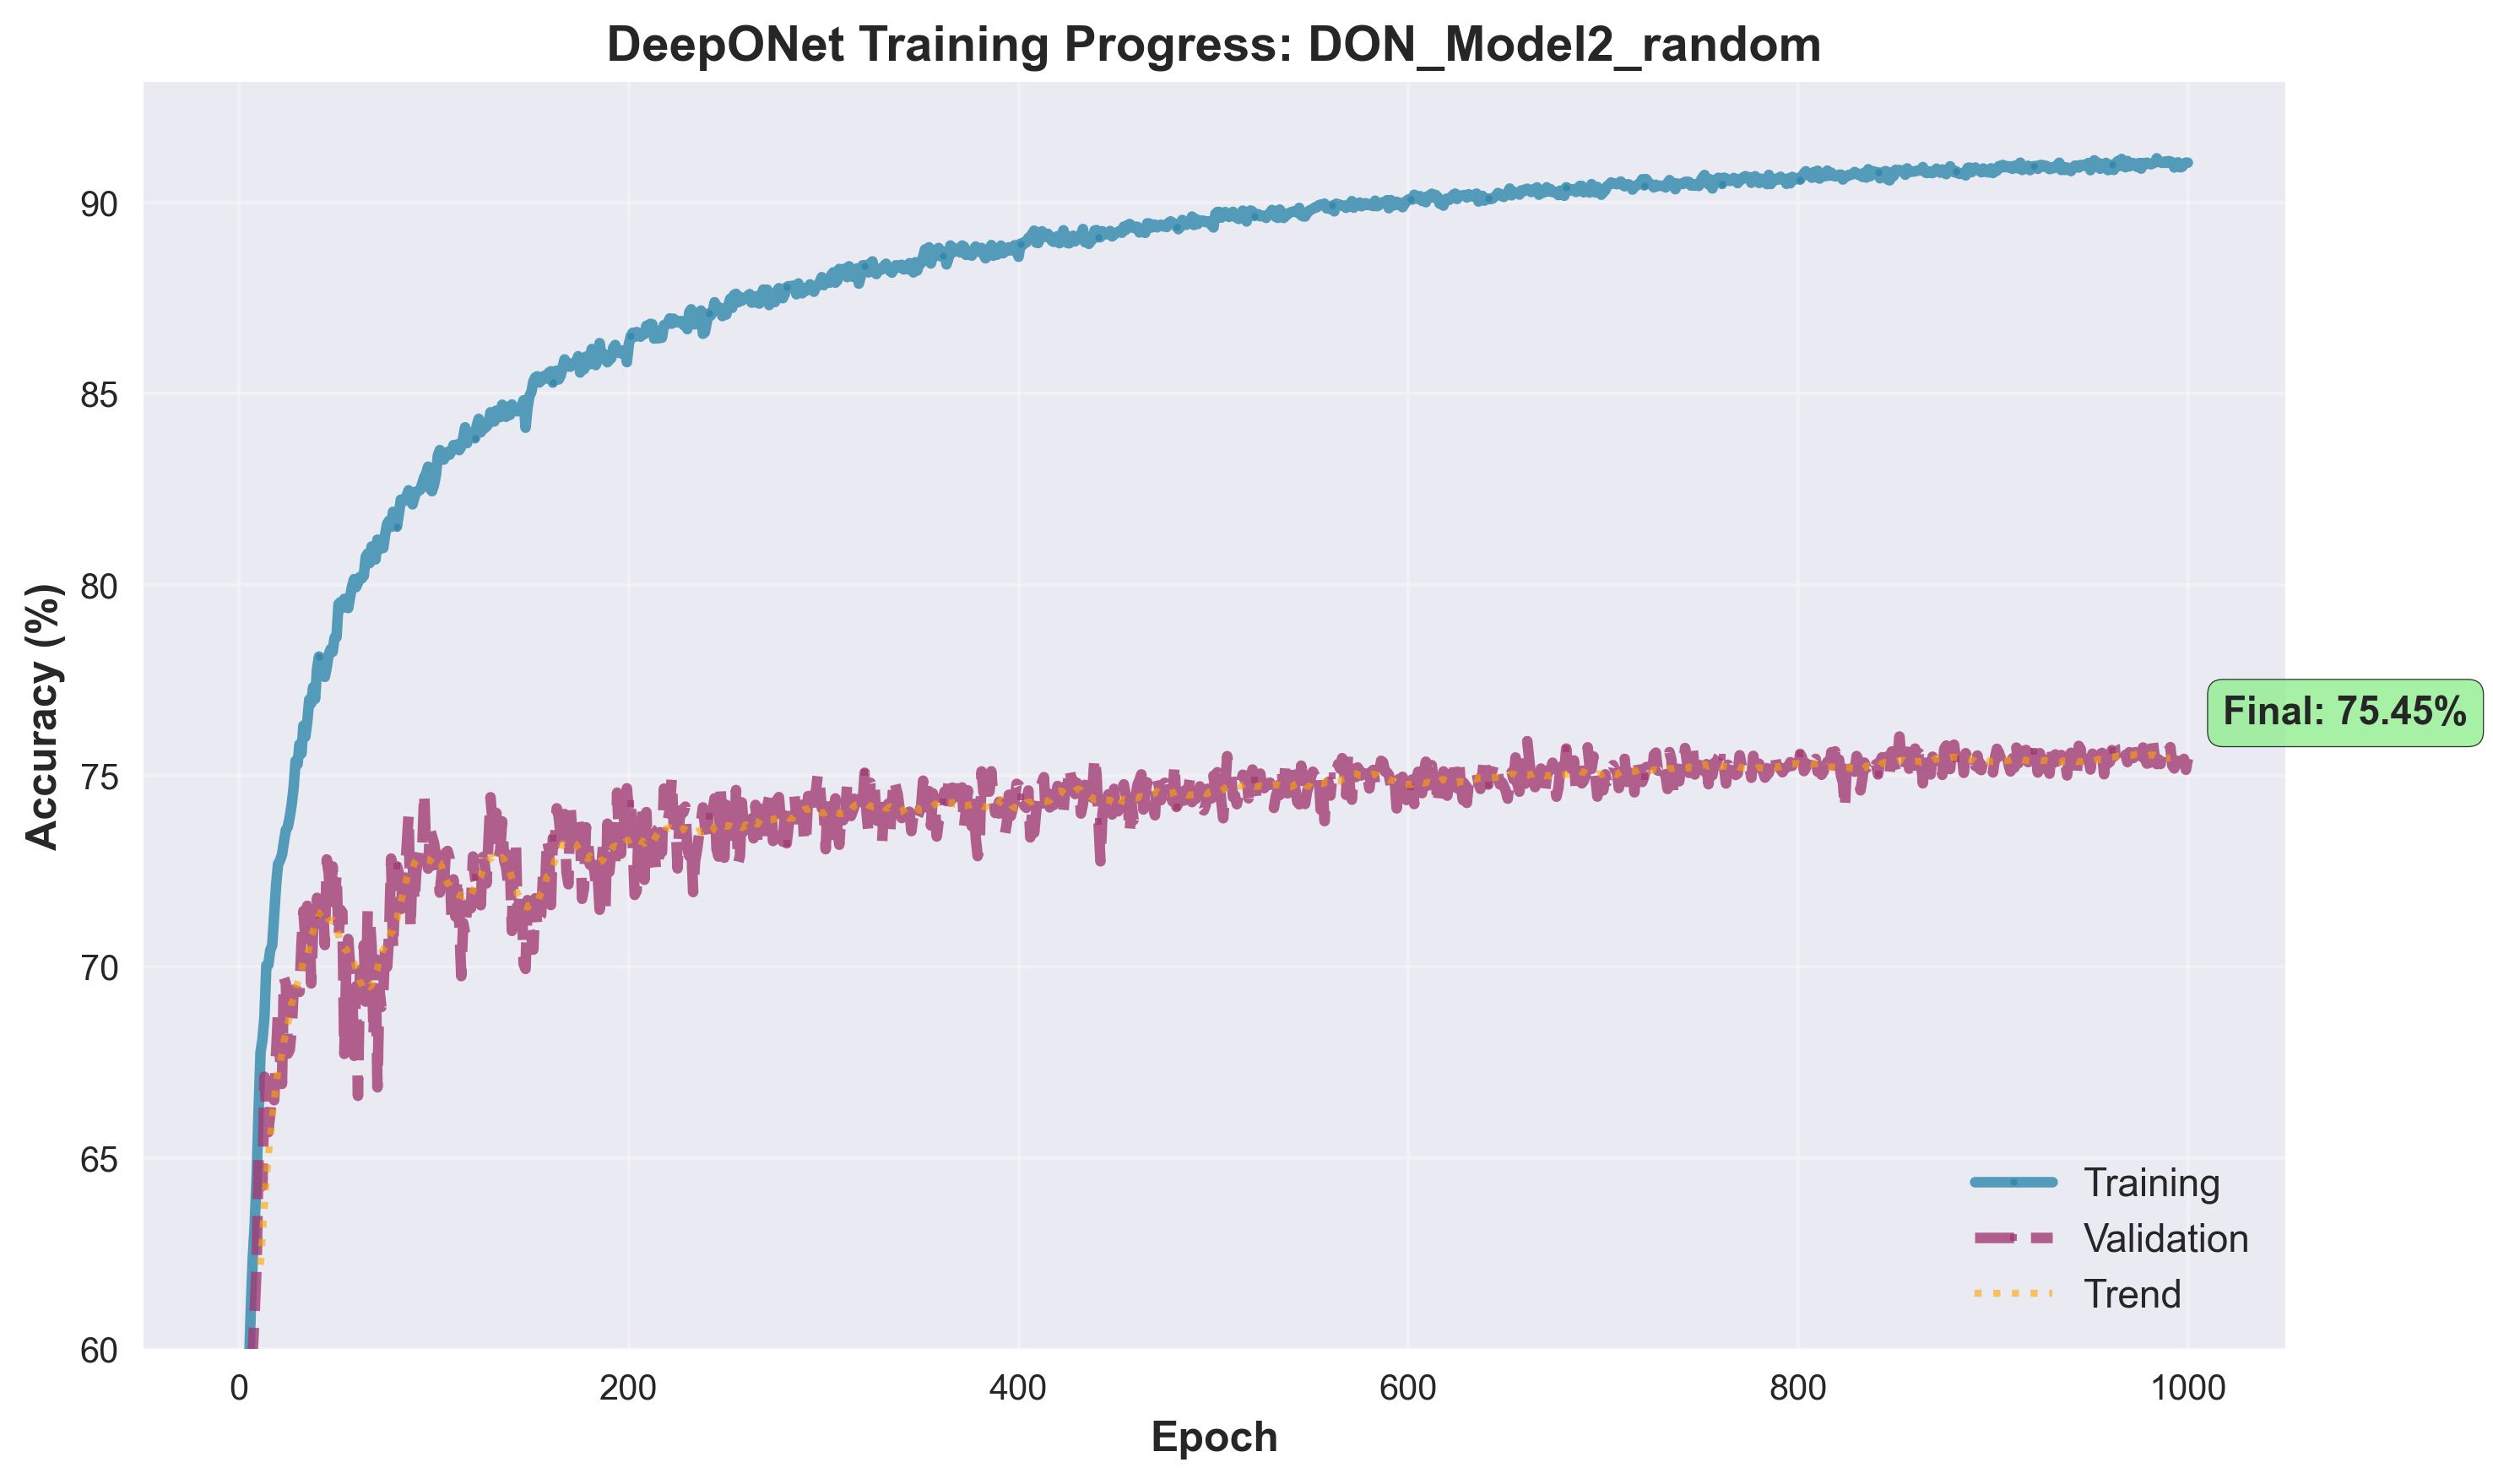 DeepONet Training Progress: DON_Model2_random
Accuracy (%)
90
85
80
75
70
65
60
Final: 75.45%
Training
Validation
Trend
0 200 400 600 800 1000
Epoch